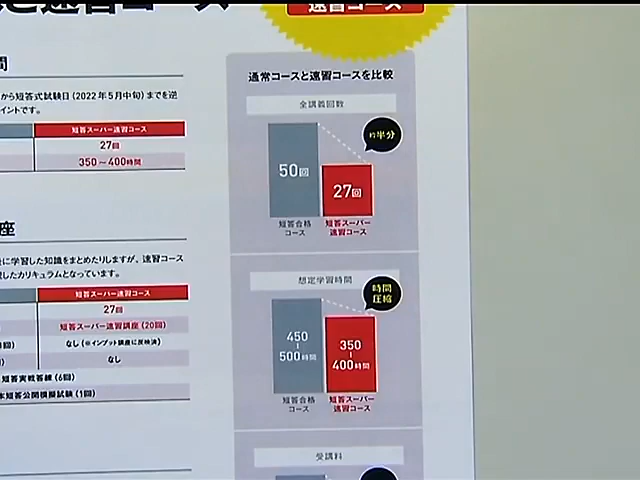 と速習コース
速習コース
間
から短答式試験日(2022年5月中旬)までを逆
イントです。
短答スーパー速習コース
27回
350～400時間
座
に学習した知識をまとめたりしますが、速習コース
したカリキュラムとなっています。
短答スーパー速習コース
27回
短答スーパー速習講座(20回)
回) なし(※インプット講座に反映済)
) なし
短答実戦答練(6回)
短答公開模擬試験(1回)
通常コースと速習コースを比較
全講義回数
約半分
50回
27回
短答合格
コース
短答スーパー
速習コース
想定学習時間
時間
圧縮
450
～
500時間
350
～
400時間
短答合格
コース
短答スーパー
速習コース
受講料